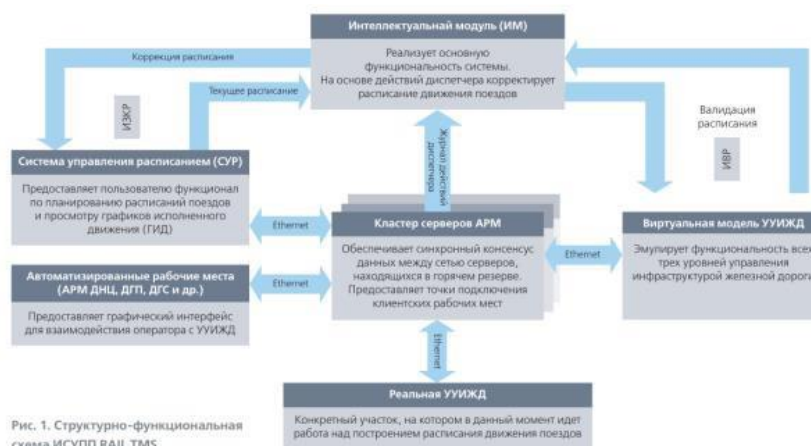 Интеллектуальнай модуль (ИМ)
Реализует основную
функциональность системы.
На основе действий диспетчера корректирует
расписание движения поездов
Коррекция расписания
Текущее расписание
ИЗКР
Валидация
расписания
ИВР
Журнал действий
диспетчера
Система управления расписанием (СУР)
Предоставляет пользователю функционал
по планированию расписаний поездов
и просмотру графиков исполненного
движения (ГИД)
Ethernet
Кластер серверов АРМ
Обеспечивает синхронный консенсус
данных между сетью серверов,
находящихся в горячем резерве.
Предоставляет точки подключения
клиентских рабочих мест
Ethernet
Виртуальная модель УУИЖД
Эмулирует функциональность всех
трех уровней управления
инфраструктурой железной дорога
Автоматизированные рабочие места
(АРМ ДНЦ, ДГП, ДГС и др.)
Предоставляет графический интерфейс
для взаимодействия оператора с УУИЖД
Ethernet
Ethernet
Реальная УУИЖД
Конкретный участок, на котором в данный момент идет
работа над построением расписания движения поездов
Рис. 1. Структурно-функциональная
схема ИСУПП RAIL TMS